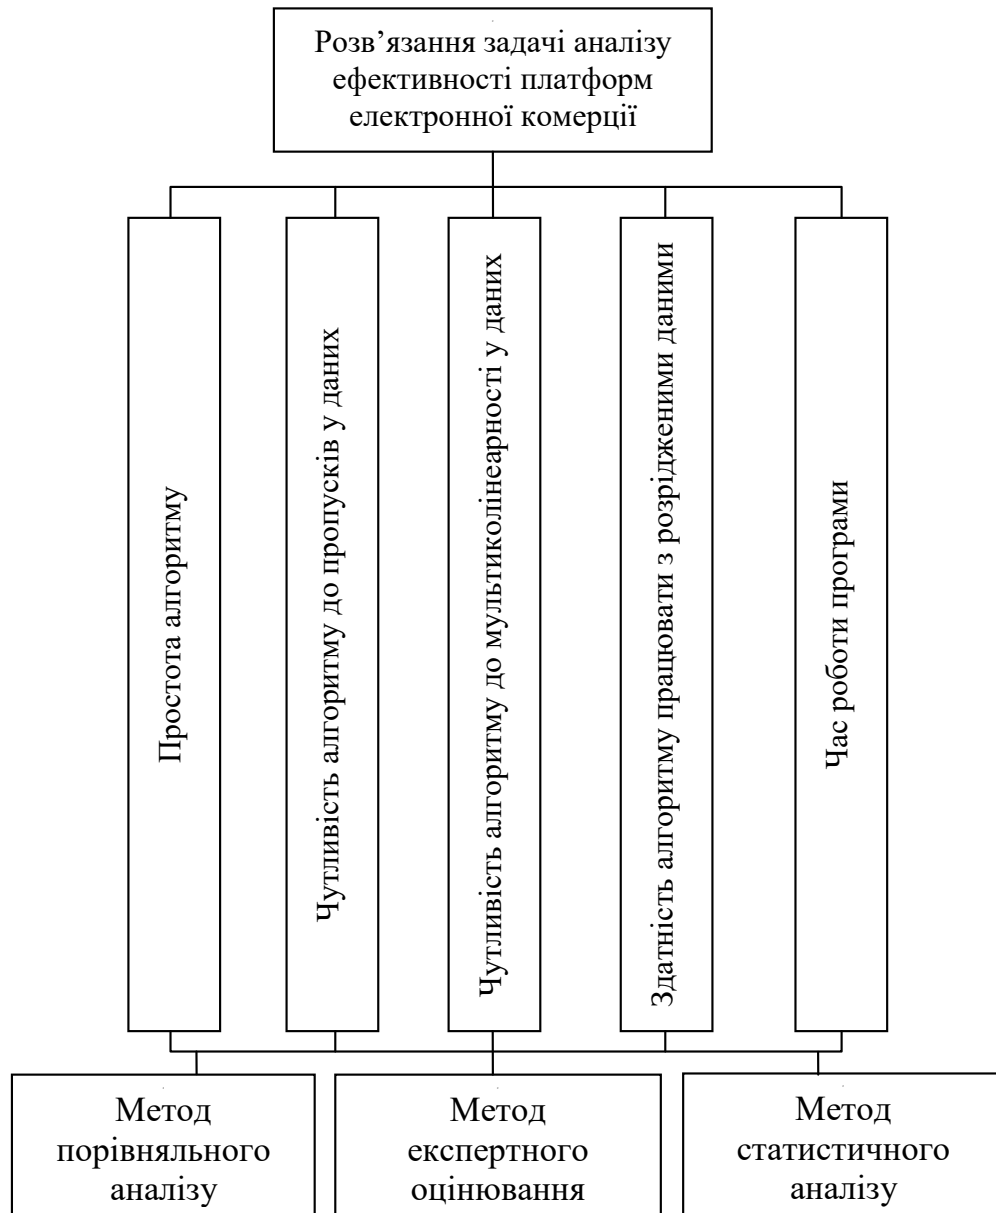 Розв’язання задачі аналізу
ефективності платформ
електронної комерції
Простота алгоритму
Чутливість алгоритму до пропусків у даних
Чутливість алгоритму до мультиколінеарності у даних
Здатність алгоритму працювати з розрідженими даними
Час роботи програми
Метод
порівняльного
аналізу
Метод
експертного
оцінювання
Метод
статистичного
аналізу